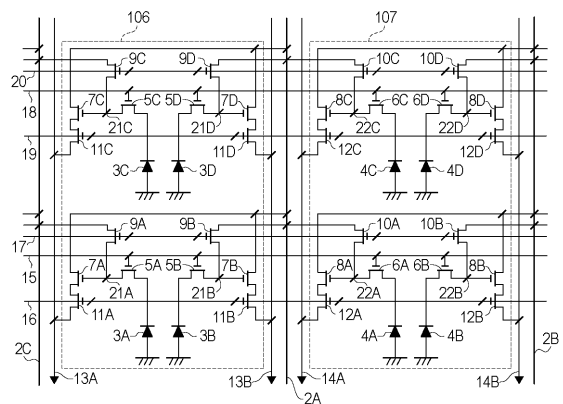 106 107
9C 9D 10C 10D
20
7C 5C 5D 7D 8C 6C 6D 8D
18
21C 21D 22C 22D
19
11C 11D 12C 12D
3C 3D 4C 4D
9A 9B 10A 10B
17
7A 5A 5B 7B 8A 6A 6B 8B
15
21A 21B 22A 22B
16
11A 11B 12A 12B
3A 3B 4A 4B
2C 2B
13A 13B 14A 14B
2A